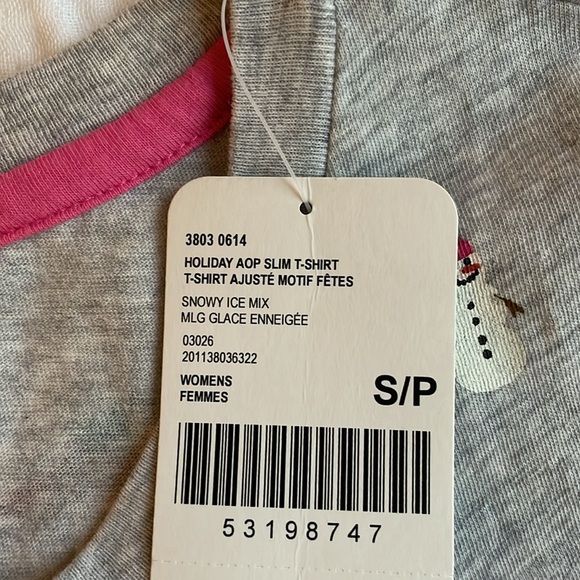 3803 0614
HOLIDAY AOP SLIM T-SHIRT
T-SHIRT AJUSTÉ MOTIF FÊTES
SNOWY ICE MIX
MLG GLACE ENNEIGÉE
03026
201138036322
WOMENS
FEMMES
S/P
53198747